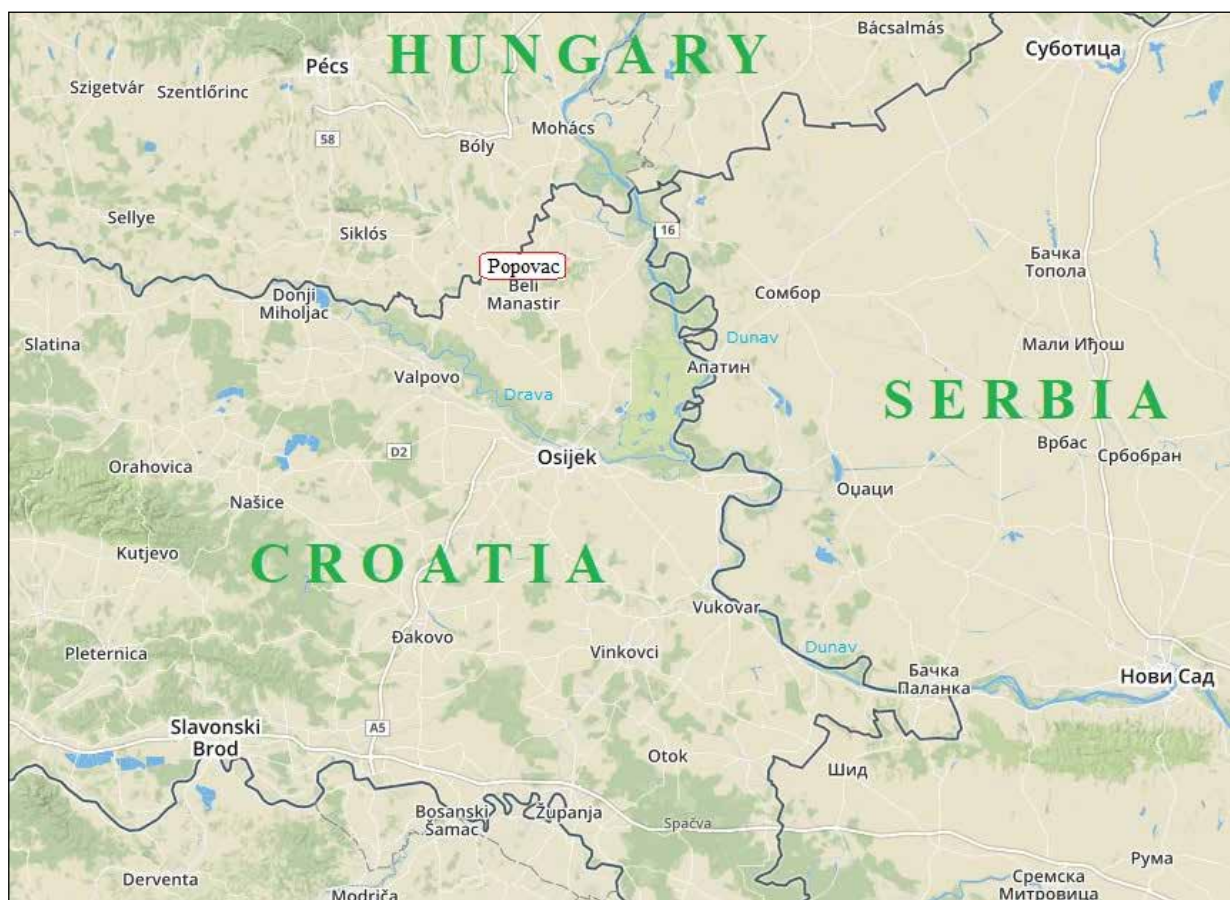 Bácsalmás
HUNGARY
Суботица
Pécs
Szigetvár
Szentlőrinc
Mohács
58
Bóly
Sellye
Siklós
16
Бачка
Топола
Popovac
Beli
Manastir
Сомбор
Donji
Miholjac
Slatina
Dunav
Мали Иђош
Апатин
Valpovo
Drava
SERBIA
Врбас
Србобран
D2
Osijek
Orahovica
Оџаци
Našice
Kutjevo
CROATIA
Vukovar
Đakovo
Vinkovci
Dunav
Pleternica
Бачка
Паланка
Нови Сад
A5
Slavonski
Brod
Otok
Шид
Bosanski
Šamac
Županja
Spačva
Рума
Derventa
Modriča
Сремска
Митровица